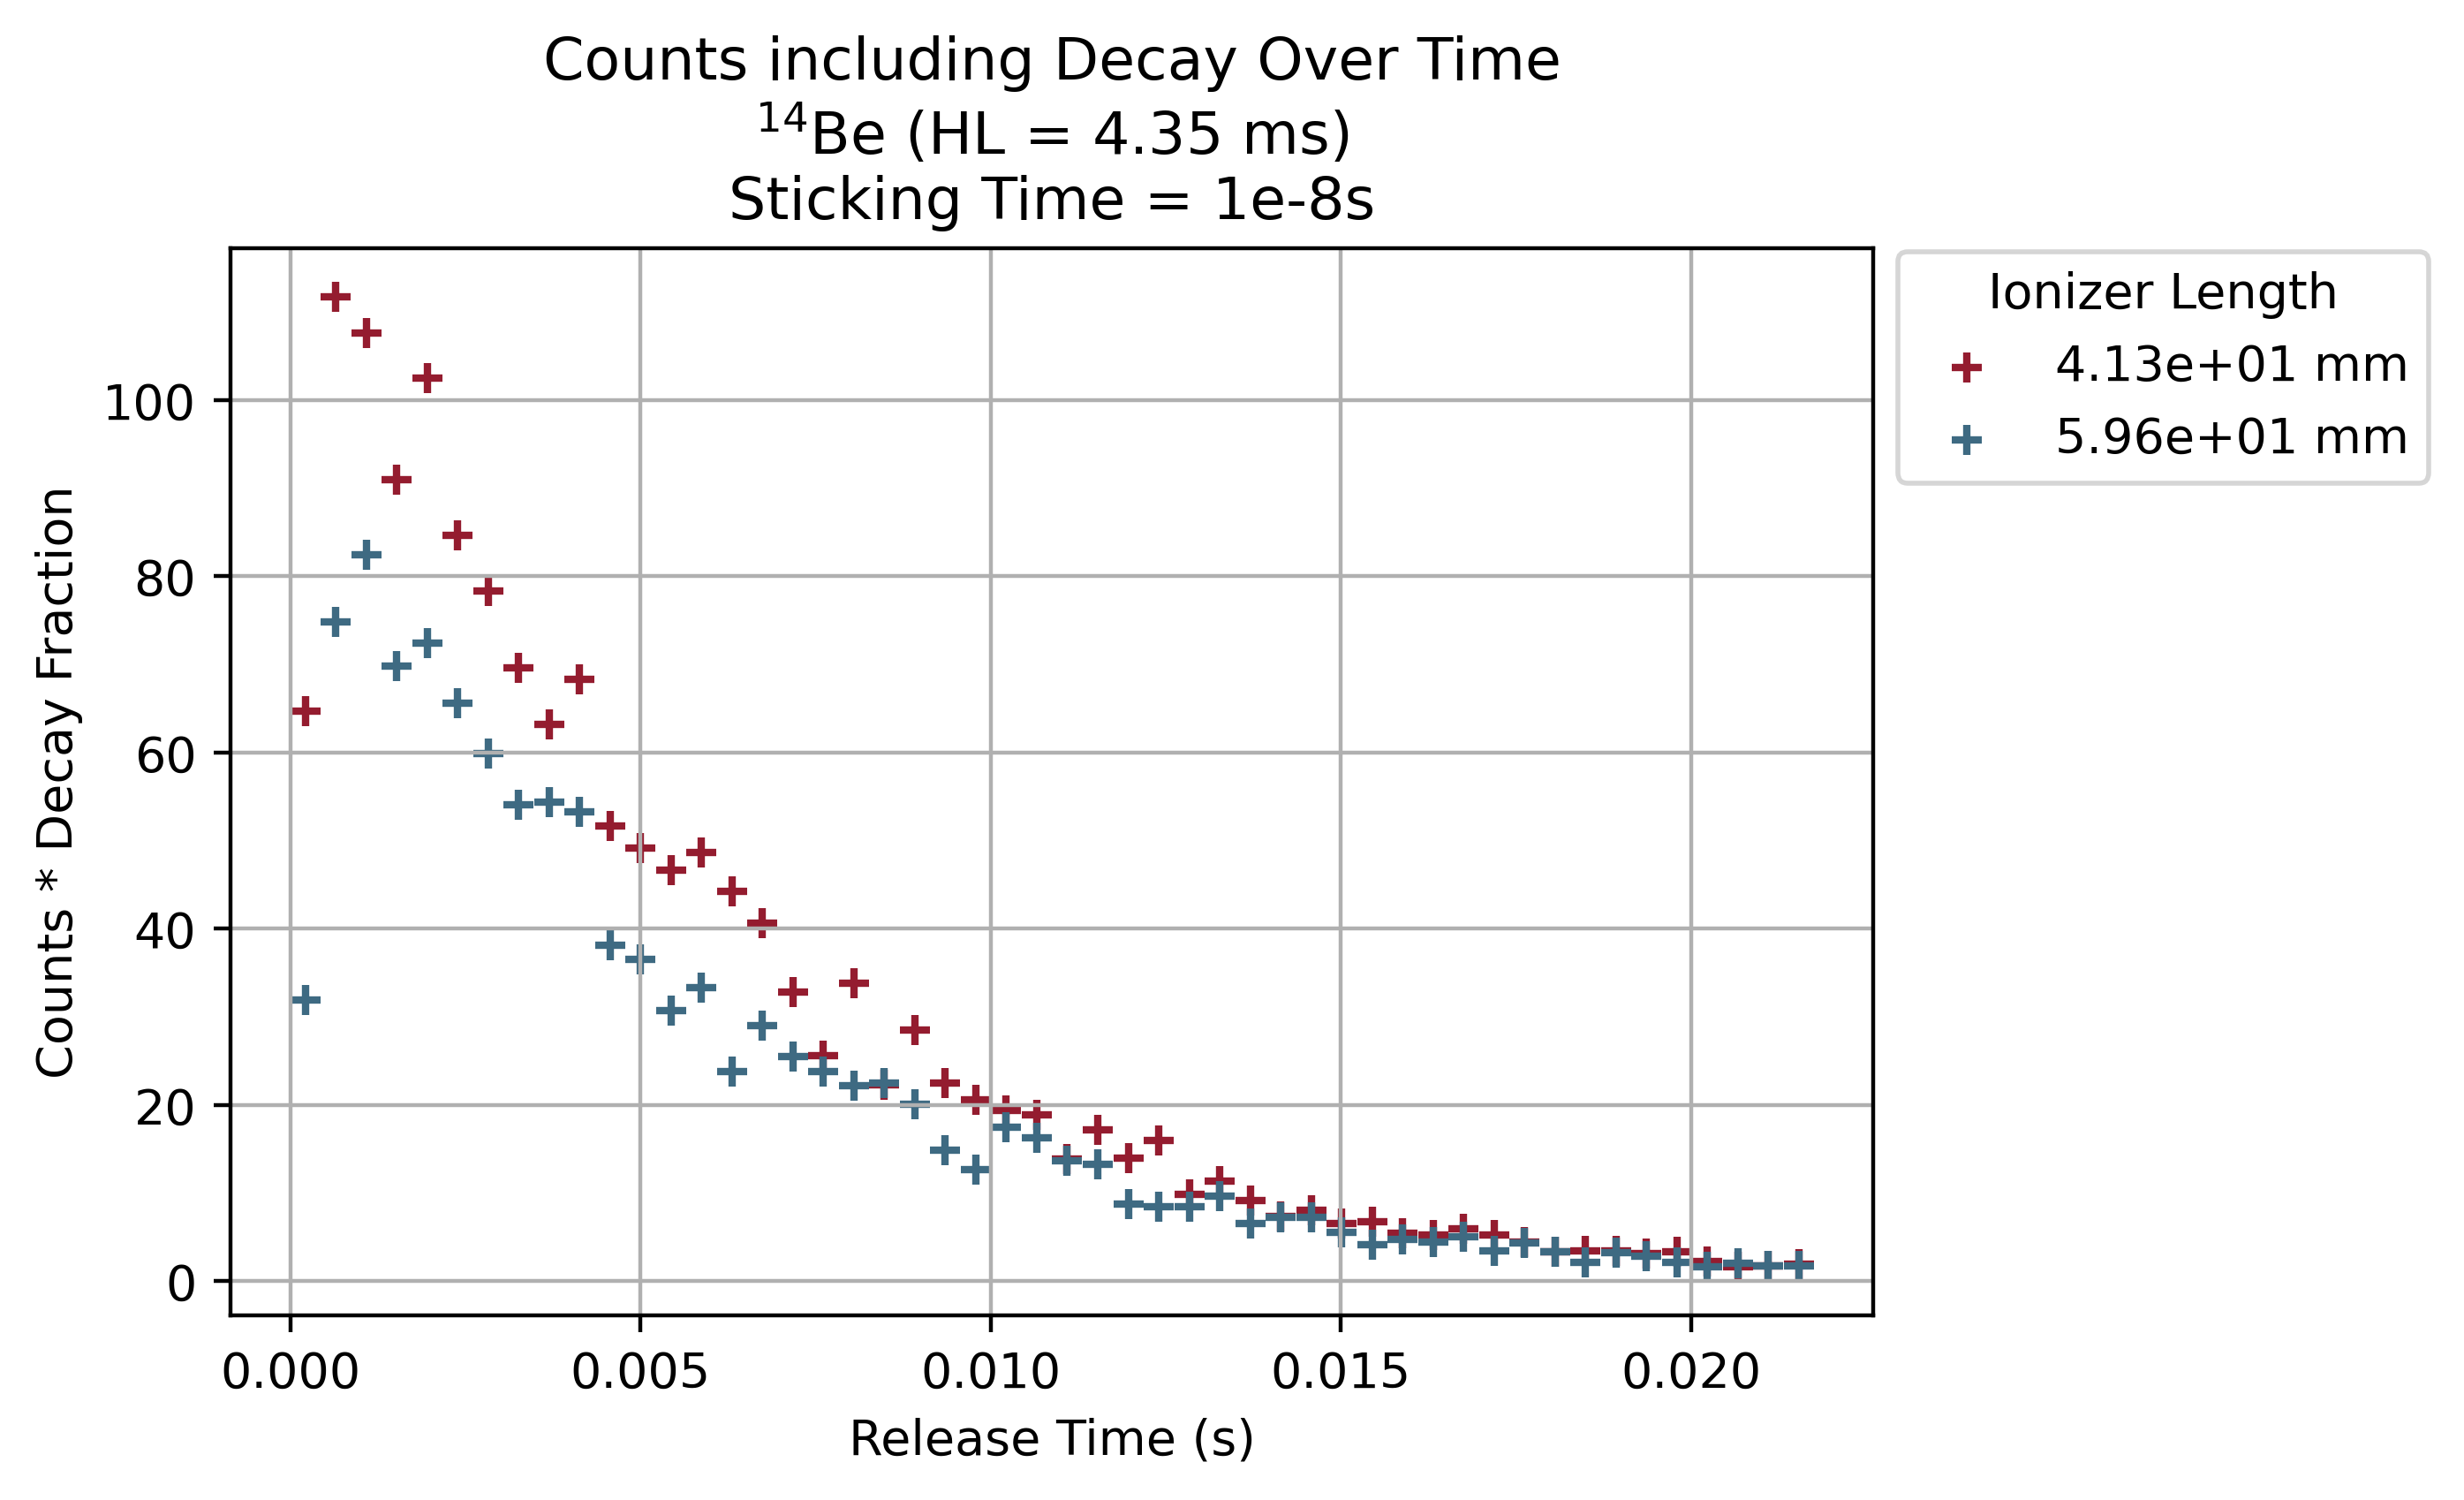 Counts including Decay Over Time
¹⁴Be (HL = 4.35 ms)
Sticking Time = 1e-8s
Ionizer Length
4.13e+01 mm
5.96e+01 mm
Counts * Decay Fraction
100
80
60
40
20
0
0.000 0.005 0.010 0.015 0.020
Release Time (s)